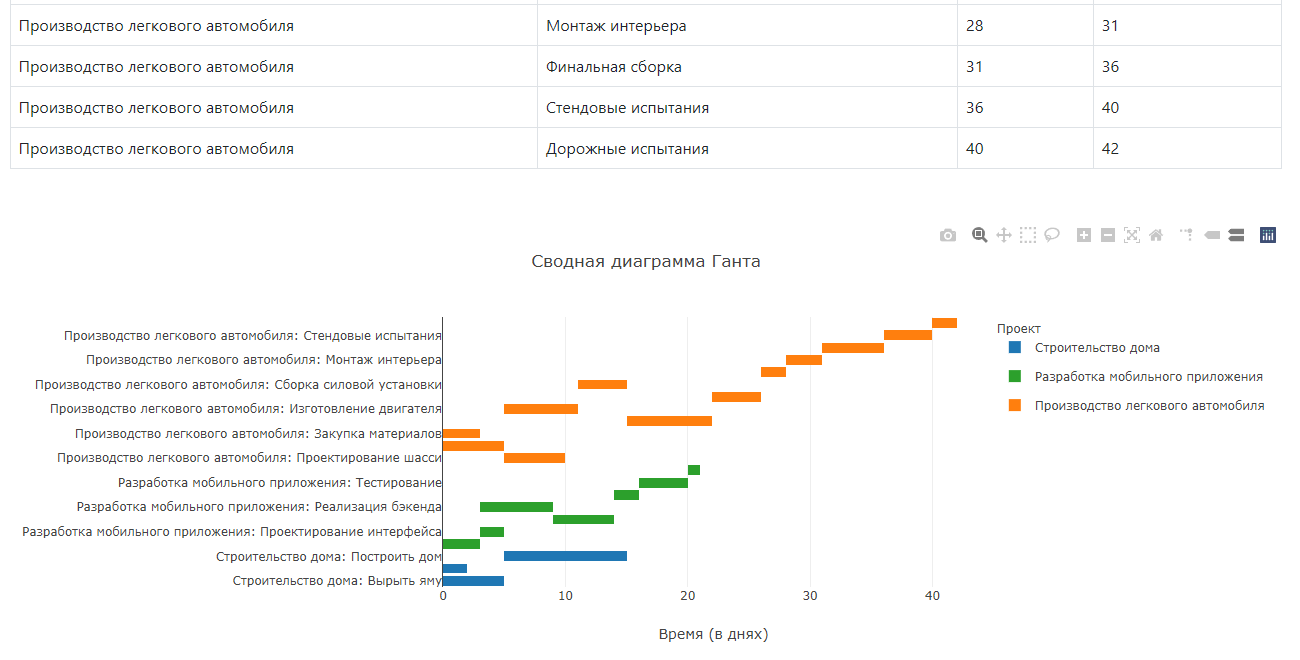 Производство легкового автомобиля Монтаж интерьера 28 31
Производство легкового автомобиля Финальная сборка 31 36
Производство легкового автомобиля Стендовые испытания 36 40
Производство легкового автомобиля Дорожные испытания 40 42
Сводная диаграмма Ганта
Производство легкового автомобиля: Стендовые испытания
Производство легкового автомобиля: Монтаж интерьера
Производство легкового автомобиля: Сборка силовой установки
Производство легкового автомобиля: Изготовление двигателя
Производство легкового автомобиля: Закупка материалов
Производство легкового автомобиля: Проектирование шасси
Разработка мобильного приложения: Тестирование
Разработка мобильного приложения: Реализация бэкенда
Разработка мобильного приложения: Проектирование интерфейса
Строительство дома: Построить дом
Строительство дома: Вырыть яму
0 10 20 30 40
Время (в днях)
Проект
Строительство дома
Разработка мобильного приложения
Производство легкового автомобиля